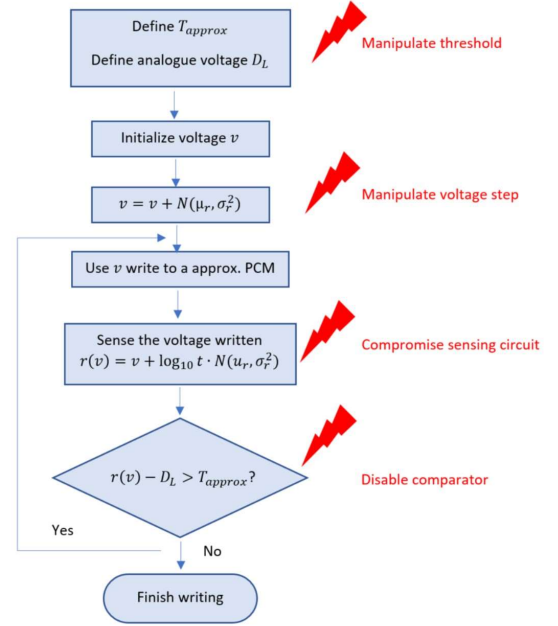 Define T_approx
Manipulate threshold
Define analogue voltage D_L
Initialize voltage v
v = v + N(μ_r, σ_r^2)
Manipulate voltage step
Use v write to a approx. PCM
Sense the voltage written
r(v) = v + log_10 t · N(u_r, σ_r^2)
Compromise sensing circuit
r(v) − D_L > T_approx?
Disable comparator
Yes
No
Finish writing